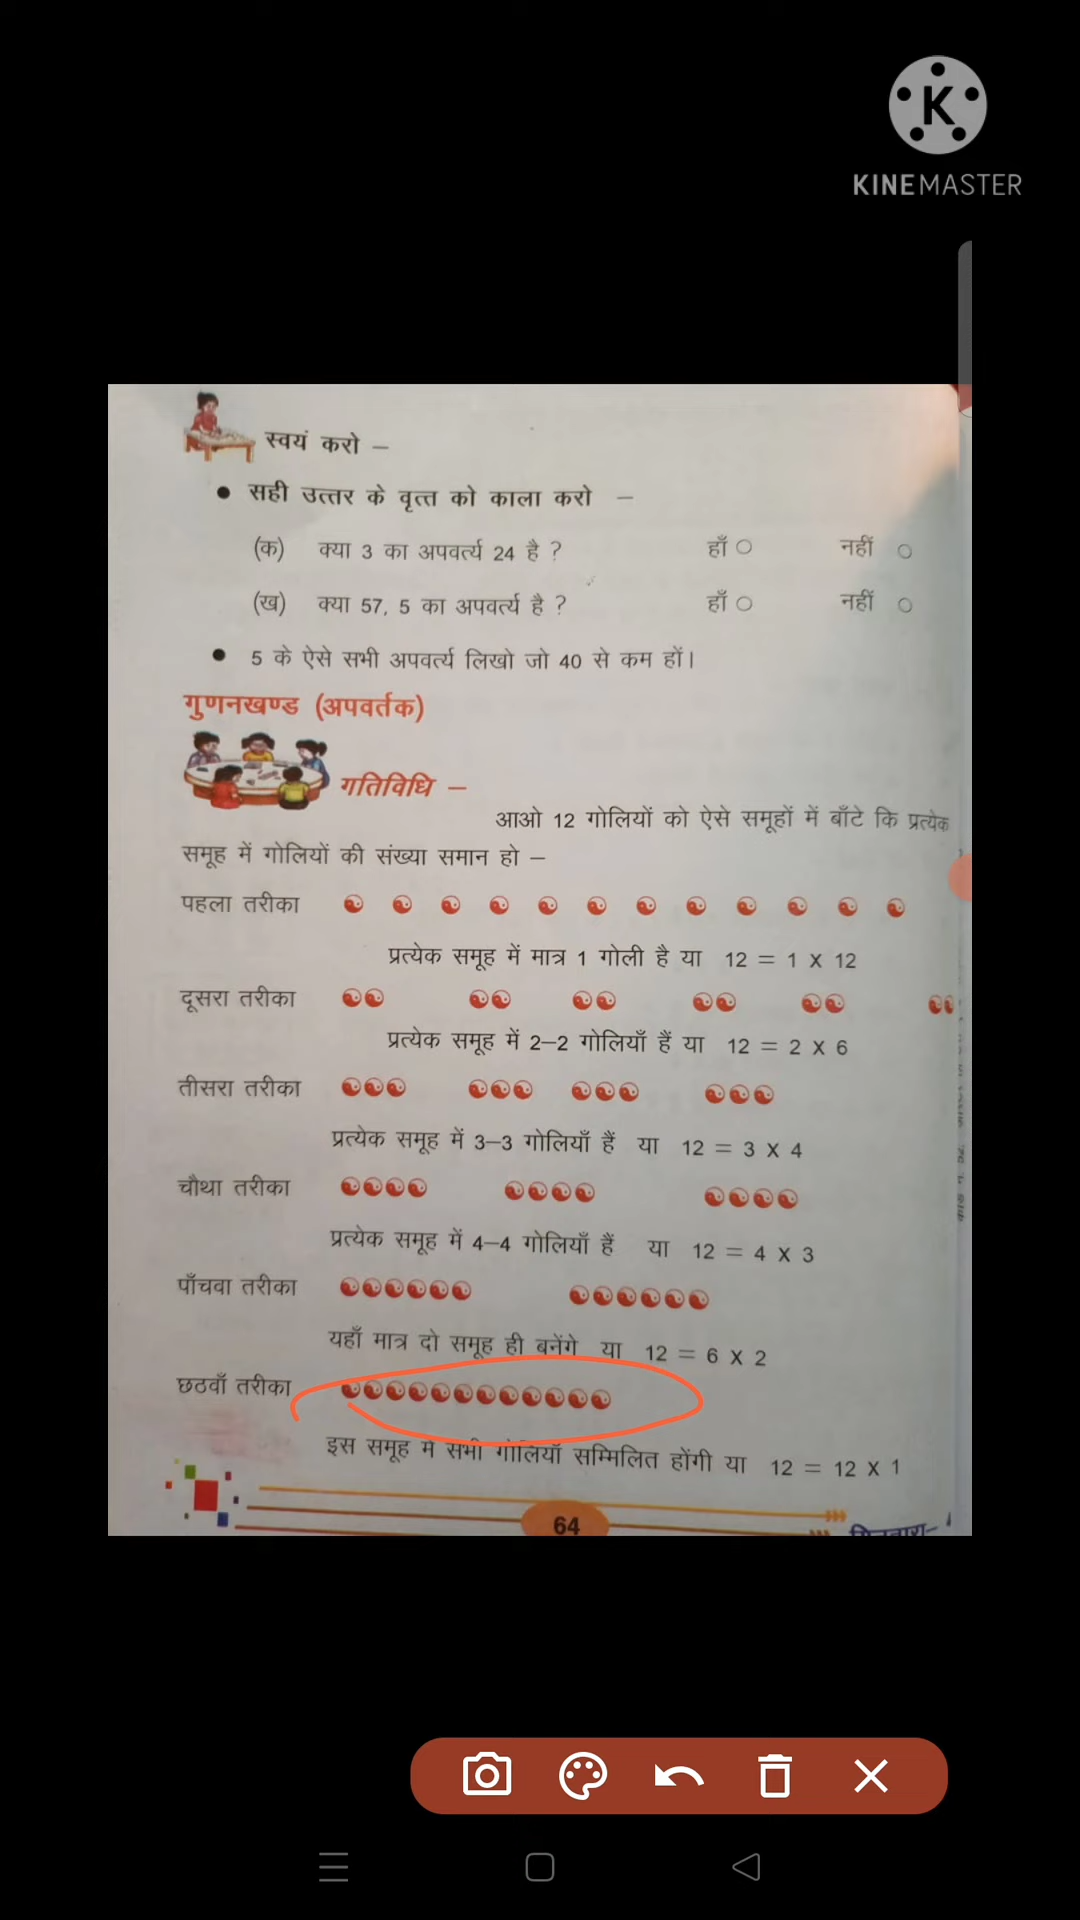 K
KINEMASTER
स्वयं करो –
● सही उत्तर के वृत्त को काला करो –
(क) क्या 3 का अपवर्त्य 24 है ? हाँ ○ नहीं ○
(ख) क्या 57, 5 का अपवर्त्य है ? हाँ ○ नहीं ○
● 5 के ऐसे सभी अपवर्त्य लिखो जो 40 से कम हों।
गुणनखण्ड (अपवर्तक)
गतिविधि –
आओ 12 गोलियों को ऐसे समूहों में बाँटे कि प्रत्येक
समूह में गोलियों की संख्या समान हो –
पहला तरीका
प्रत्येक समूह में मात्र 1 गोली है या 12 = 1 X 12
दूसरा तरीका
प्रत्येक समूह में 2–2 गोलियाँ हैं या 12 = 2 X 6
तीसरा तरीका
प्रत्येक समूह में 3–3 गोलियाँ हैं या 12 = 3 X 4
चौथा तरीका
प्रत्येक समूह में 4–4 गोलियाँ हैं या 12 = 4 X 3
पाँचवा तरीका
यहाँ मात्र दो समूह ही बनेंगे या 12 = 6 X 2
छठवाँ तरीका
इस समूह में सभी गोलियाँ सम्मिलित होंगी या 12 = 12 X 1
64